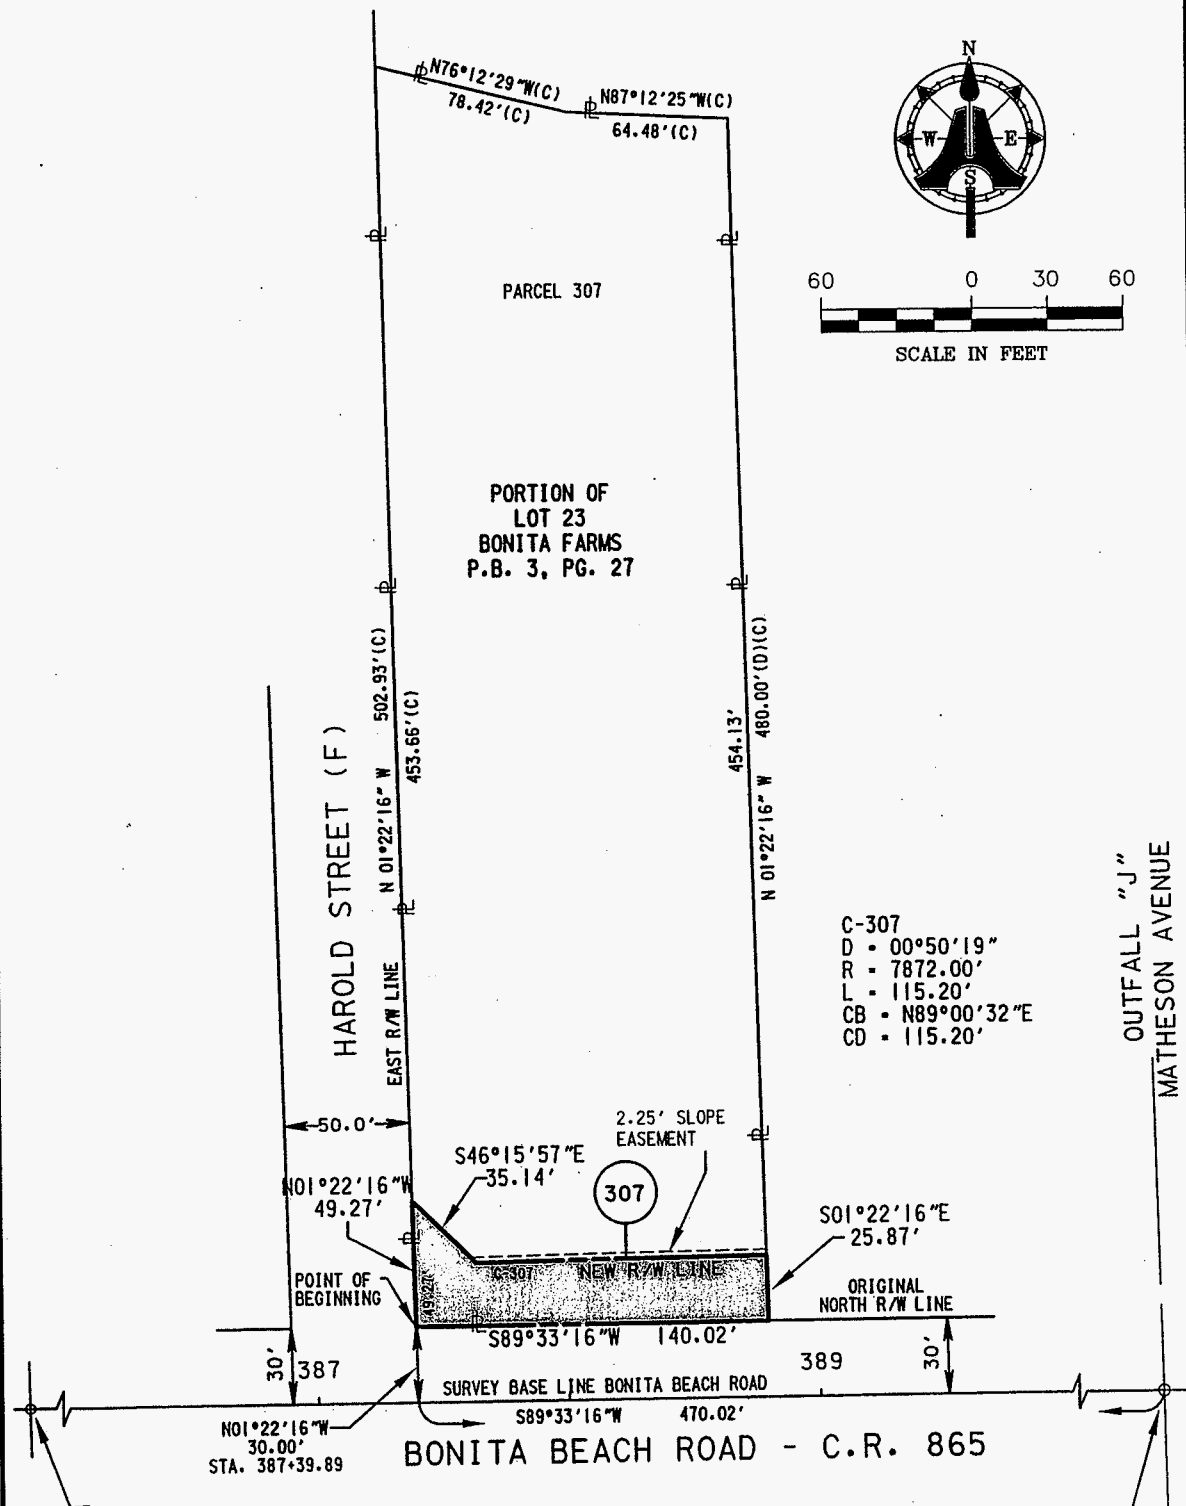 N
N76°12'29"W(C)
78.42'(C)
N87°12'25"W(C)
64.48'(C)
W
E
S
60 0 30 60
SCALE IN FEET
PARCEL 307
PORTION OF
LOT 23
BONITA FARMS
P.B. 3, PG. 27
N 01°22'16" W 502.93'(C)
453.66'(C)
454.13'
N 01°22'16" W 480.00'(D)(C)
HAROLD STREET (F)
EAST R/W LINE
OUTFALL "J"
MATHESON AVENUE
C-307
D = 00°50'19"
R = 7872.00'
L = 115.20'
CB = N89°00'32"E
CD = 115.20'
50.0'
2.25' SLOPE
EASEMENT
S46°15'57"E
35.14'
N01°22'16"W
49.27'
307
S01°22'16"E
25.87'
C-307
NEW R/W LINE
49.27'
POINT OF
BEGINNING
ORIGINAL
NORTH R/W LINE
S89°33'16"W 140.02'
30'
387
389
30'
SURVEY BASE LINE BONITA BEACH ROAD
S89°33'16"W 470.02'
N01°22'16"W
30.00'
STA. 387+39.89
BONITA BEACH ROAD - C.R. 865